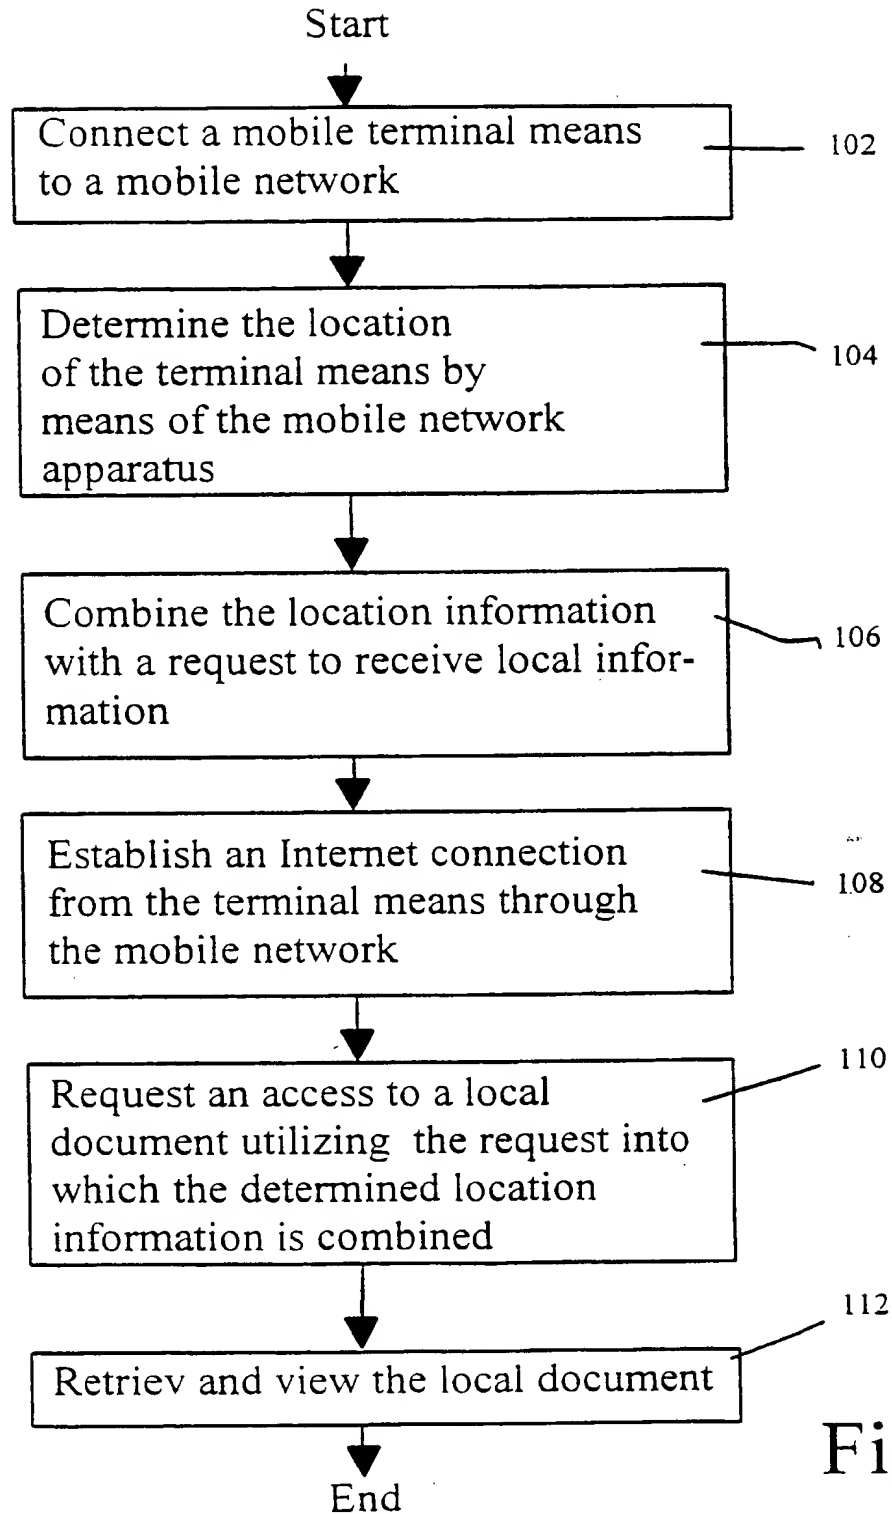 Start
Connect a mobile terminal means
to a mobile network
102
Determine the location
of the terminal means by
means of the mobile network
apparatus
104
Combine the location information
with a request to receive local infor-
mation
106
Establish an Internet connection
from the terminal means through
the mobile network
108
Request an access to a local
document utilizing the request into
which the determined location
information is combined
110
Retriev and view the local document
112
End
Fi